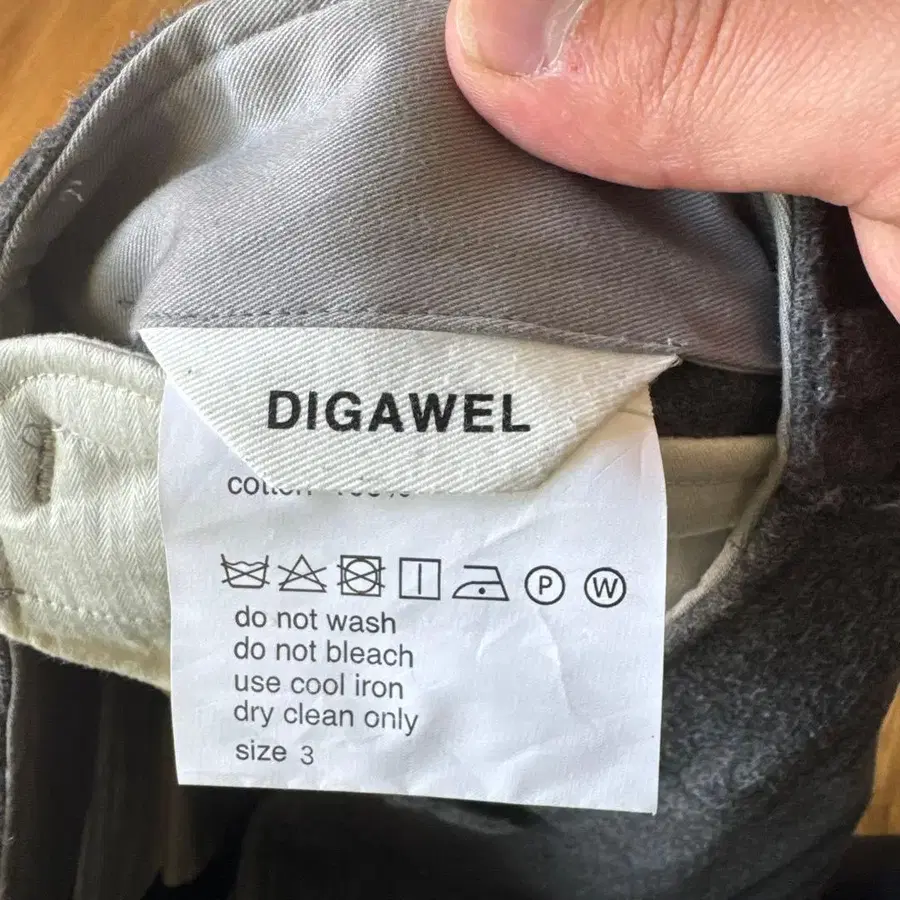 DIGAWEL
P W
do not wash
do not bleach
use cool iron
dry clean only
size 3